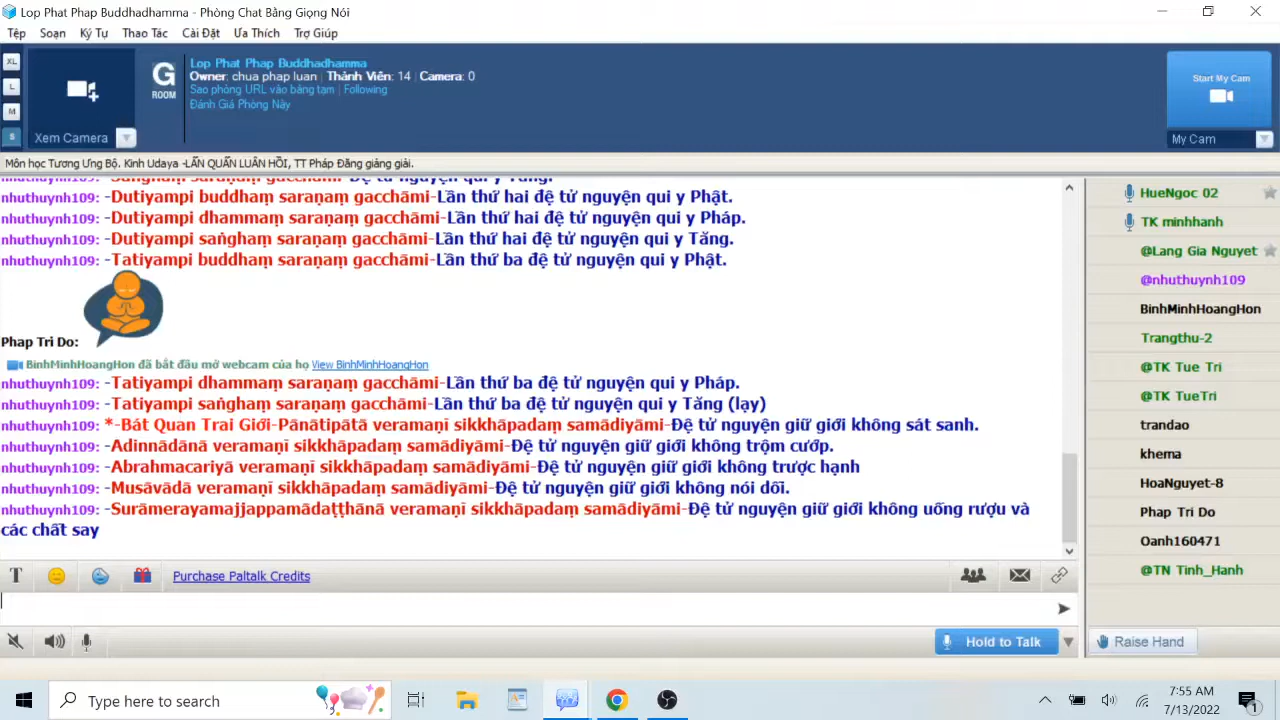 Lop Phat Phap Buddhadhamma - Phòng Chat Bằng Giọng Nói
Tệp Soạn Ký Tự Thao Tác Cài Đặt Ưa Thích Trợ Giúp
XL
L
M
S
Xem Camera
G
ROOM
Lop Phat Phap Buddhadhamma
Owner: chua phap luan | Thành Viên: 14 | Camera: 0
Sao phỏng URL vào bảng tạm | Following
Đánh Giá Phòng Này
Start My Cam
My Cam
Môn học Tương Ưng Bộ. Kinh Udaya -LẨN QUẨN LUÂN HỒI, TT Pháp Đăng giảng giải.
nhuthuynh109: -Saṅghaṃ saraṇaṃ gacchāmi-Đệ tử nguyện qui y Tăng.
nhuthuynh109: -Dutiyampi buddhaṃ saraṇaṃ gacchāmi-Lần thứ hai đệ tử nguyện qui y Phật.
nhuthuynh109: -Dutiyampi dhammaṃ saraṇaṃ gacchāmi-Lần thứ hai đệ tử nguyện qui y Pháp.
nhuthuynh109: -Dutiyampi saṅghaṃ saraṇaṃ gacchāmi-Lần thứ hai đệ tử nguyện qui y Tăng.
nhuthuynh109: -Tatiyampi buddhaṃ saraṇaṃ gacchāmi-Lần thứ ba đệ tử nguyện qui y Phật.
Phap Tri Do:
BinhMinhHoangHon đã bắt đầu mở webcam của họ View BinhMinhHoangHon
nhuthuynh109: -Tatiyampi dhammaṃ saraṇaṃ gacchāmi-Lần thứ ba đệ tử nguyện qui y Pháp.
nhuthuynh109: -Tatiyampi saṅghaṃ saraṇaṃ gacchāmi-Lần thứ ba đệ tử nguyện qui y Tăng (lạy)
nhuthuynh109: *-Bát Quan Trai Giới-Pānātipātā veramaṇī sikkhāpadaṃ samādiyāmi-Đệ tử nguyện giữ giới không sát sanh.
nhuthuynh109: -Adinnādānā veramaṇī sikkhāpadaṃ samādiyāmi-Đệ tử nguyện giữ giới không trộm cướp.
nhuthuynh109: -Abrahmacariyā veramaṇī sikkhāpadaṃ samādiyāmi-Đệ tử nguyện giữ giới không trược hạnh
nhuthuynh109: -Musāvādā veramaṇī sikkhāpadaṃ samādiyāmi-Đệ tử nguyện giữ giới không nói dối.
nhuthuynh109: -Surāmerayamajjappamādaṭṭhānā veramaṇī sikkhāpadaṃ samādiyāmi-Đệ tử nguyện giữ giới không uống rượu và
các chất say
HueNgoc 02
TK minhhanh
@Lang Gia Nguyet
@nhuthuynh109
BinhMinhHoangHon
Trangthu-2
@TK Tue Tri
@TK TueTri
trandao
khema
HoaNguyet-8
Phap Tri Do
Oanh160471
@TN Tinh_Hanh
T Purchase Paltalk Credits
Hold to Talk
Raise Hand
Type here to search
7:55 AM
7/13/2022
1